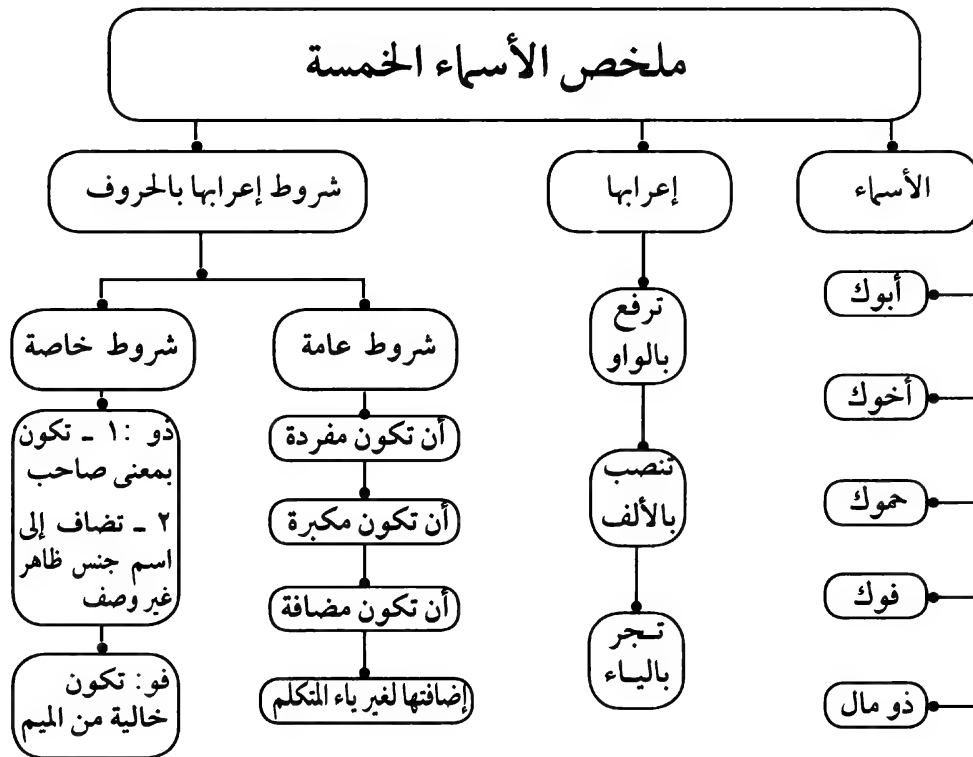 ملخص الأسماء الخمسة
الأسماء
أبوك
أخوك
حموك
فوك
ذو مال
إعرابها
ترفع
بالواو
تنصب
بالألف
تـجر
باليـاء
شروط إعرابها بالحروف
شروط عامة
أن تكون مفردة
أن تكون مكبرة
أن تكون مضافة
إضافتها لغير ياء المتكلم
شروط خاصة
ذو : ١ ـ تكون
بمعنى صاحب
٢ ـ تضاف إلى
اسم جنس ظاهر
غير وصف
فو: تكون
خالية من الميم